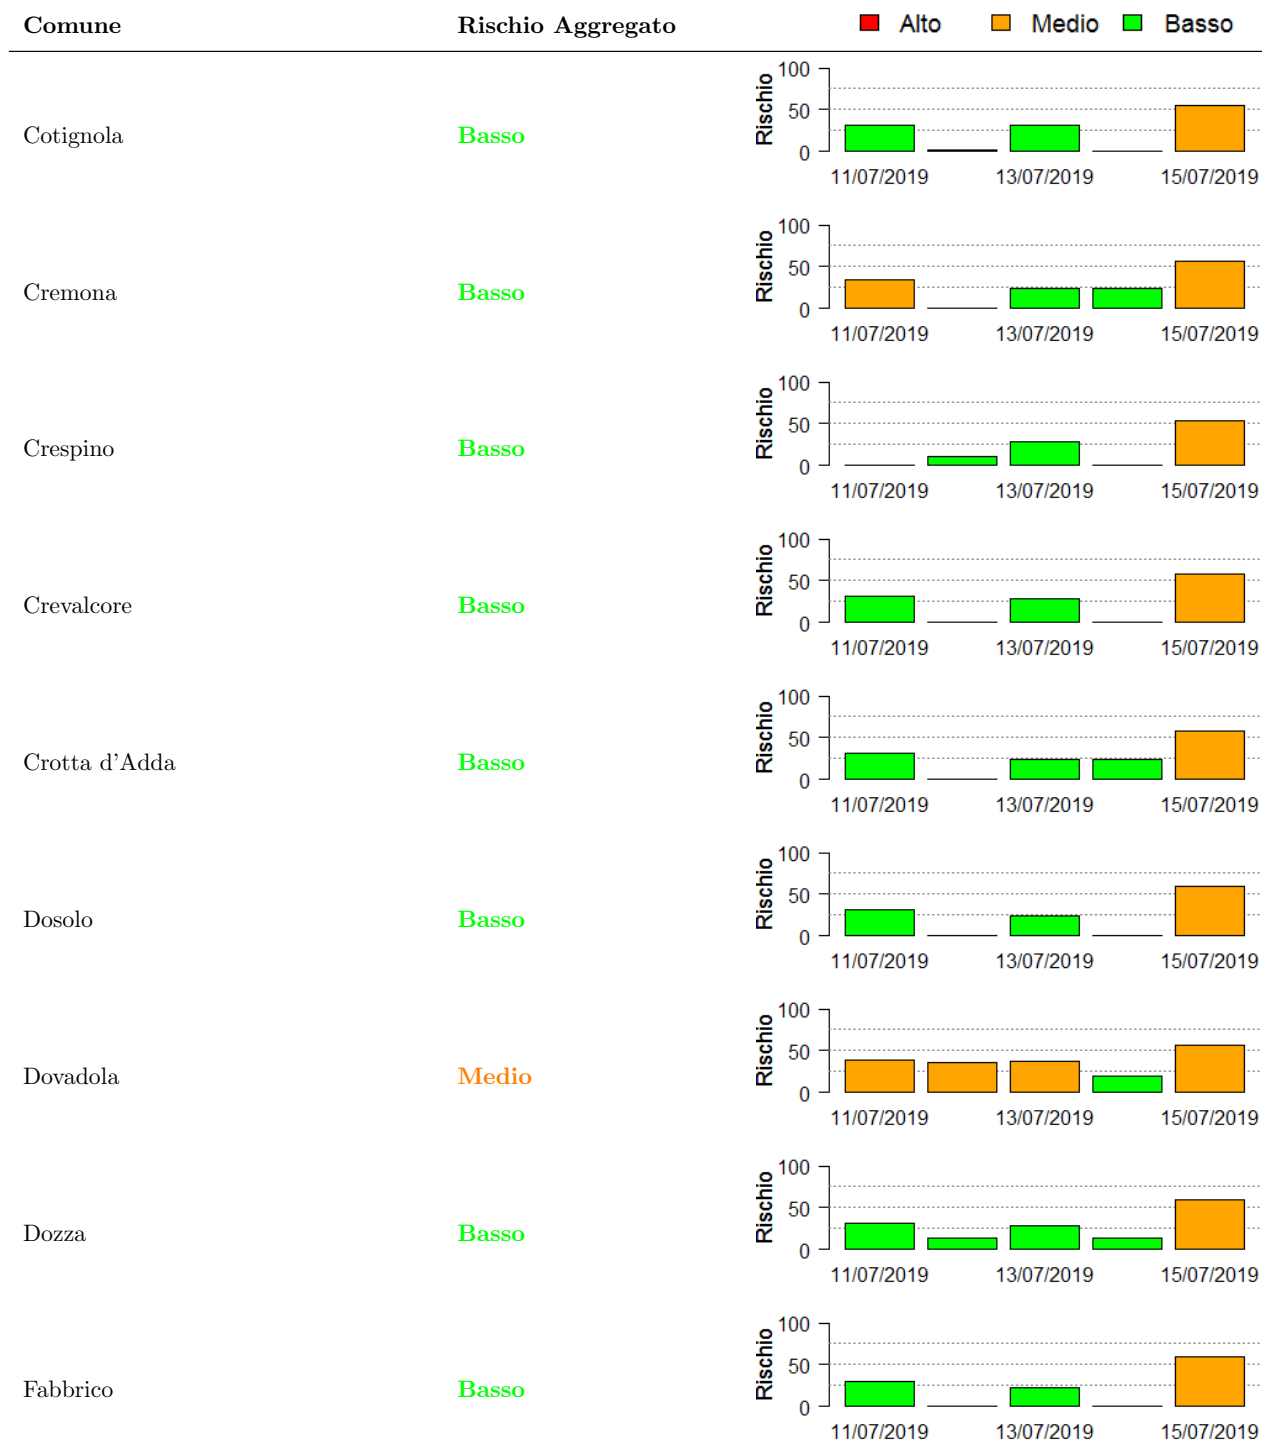 Comune Rischio Aggregato Alto Medio Basso
100
50
0
Rischio
Cotignola Basso
11/07/2019 13/07/2019 15/07/2019
100
50
0
Rischio
Cremona Basso
11/07/2019 13/07/2019 15/07/2019
100
50
0
Rischio
Crespino Basso
11/07/2019 13/07/2019 15/07/2019
100
50
0
Rischio
Crevalcore Basso
11/07/2019 13/07/2019 15/07/2019
100
50
0
Rischio
Crotta d'Adda Basso
11/07/2019 13/07/2019 15/07/2019
100
50
0
Rischio
Dosolo Basso
11/07/2019 13/07/2019 15/07/2019
100
50
0
Rischio
Dovadola Medio
11/07/2019 13/07/2019 15/07/2019
100
50
0
Rischio
Dozza Basso
11/07/2019 13/07/2019 15/07/2019
100
50
0
Rischio
Fabbrico Basso
11/07/2019 13/07/2019 15/07/2019